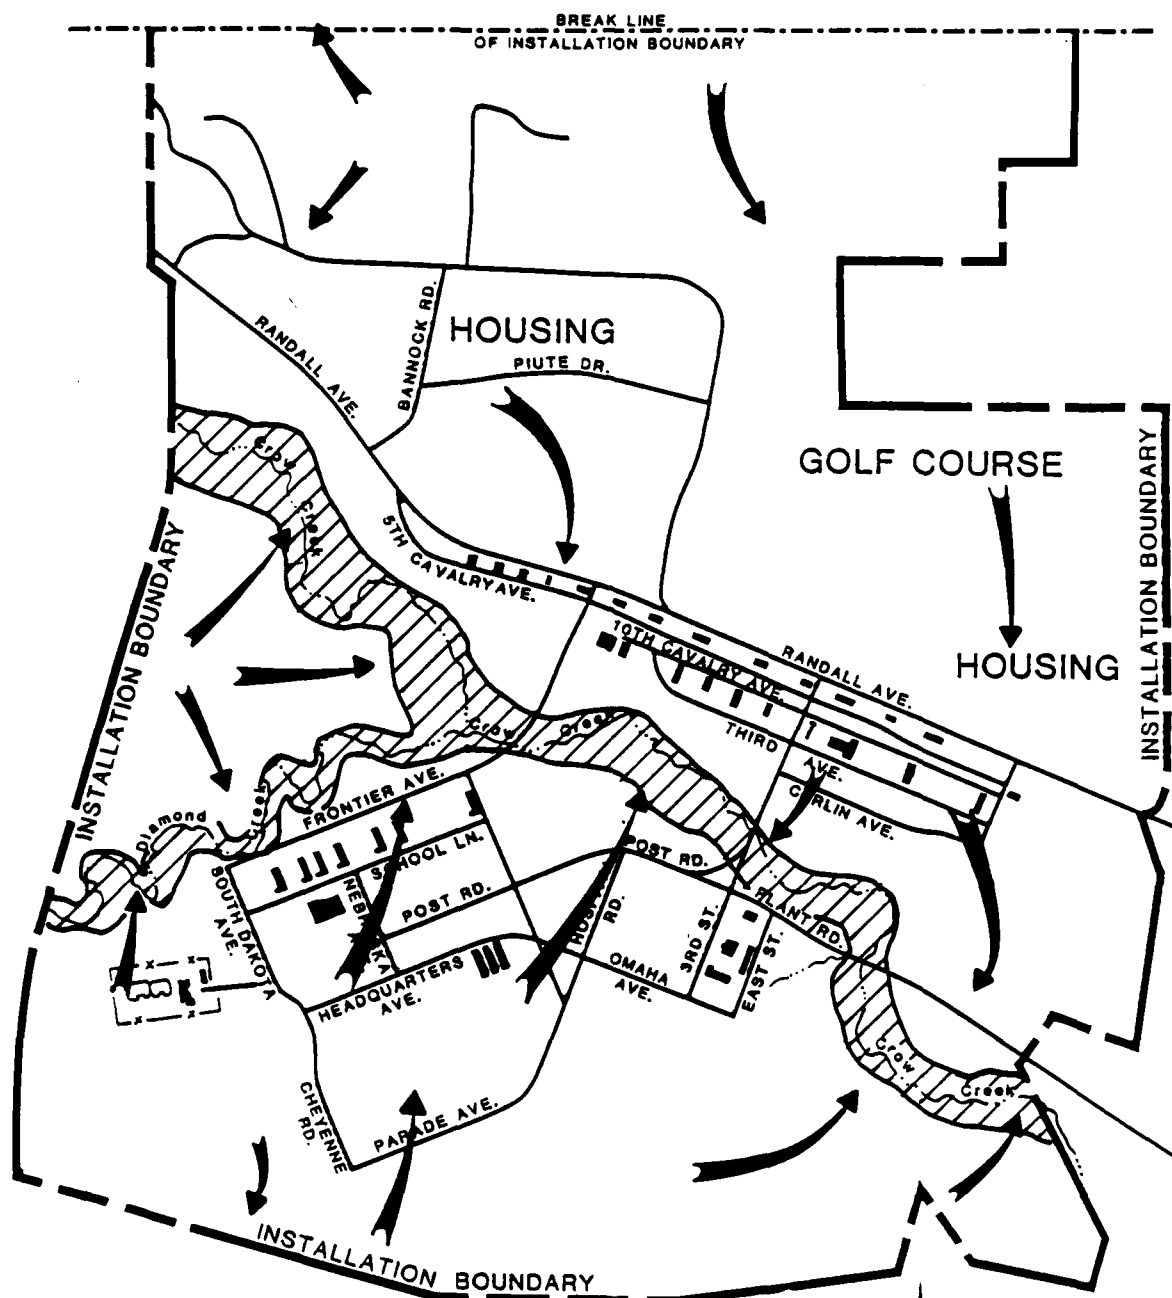 BREAK LINE
OF INSTALLATION BOUNDARY
RANDALL AVE.
BANNOCK RD.
HOUSING
PIUTE DR.
GOLF COURSE
INSTALLATION BOUNDARY
Crow
Creek
5TH CAVALRY AVE.
INSTALLATION BOUNDARY
10TH CAVALRY AVE.
RANDALL AVE.
HOUSING
Crow Creek
THIRD
AVE.
CARLIN AVE.
Diamond
Creek
FRONTIER AVE.
SCHOOL LN.
POST RD.
POST RD.
PLANT RD.
SOUTH DAKOTA
AVE.
HEADQUARTERS
AVE.
RD.
OMAHA
AVE.
3RD ST.
EAST ST.
Crow
Creek
CHEYENNE
RD.
PARADE AVE.
INSTALLATION BOUNDARY